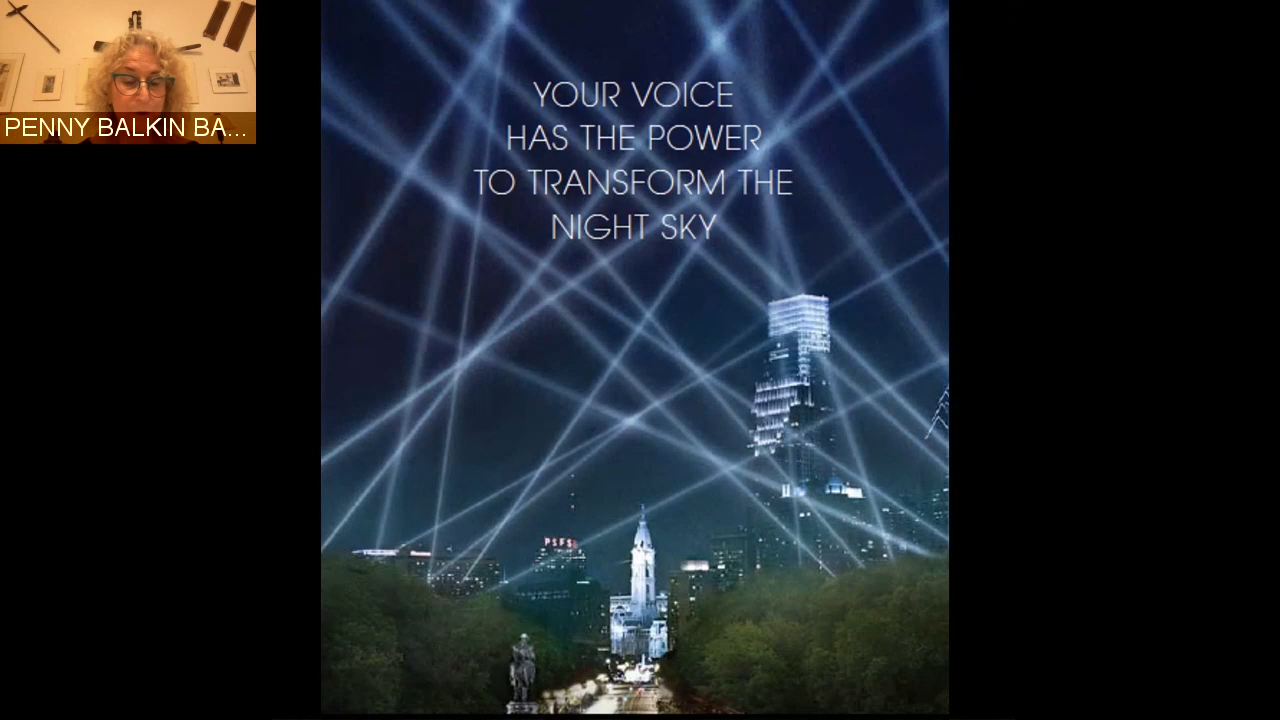 PENNY BALKIN BA...
YOUR VOICE
HAS THE POWER
TO TRANSFORM THE
NIGHT SKY
PSFS